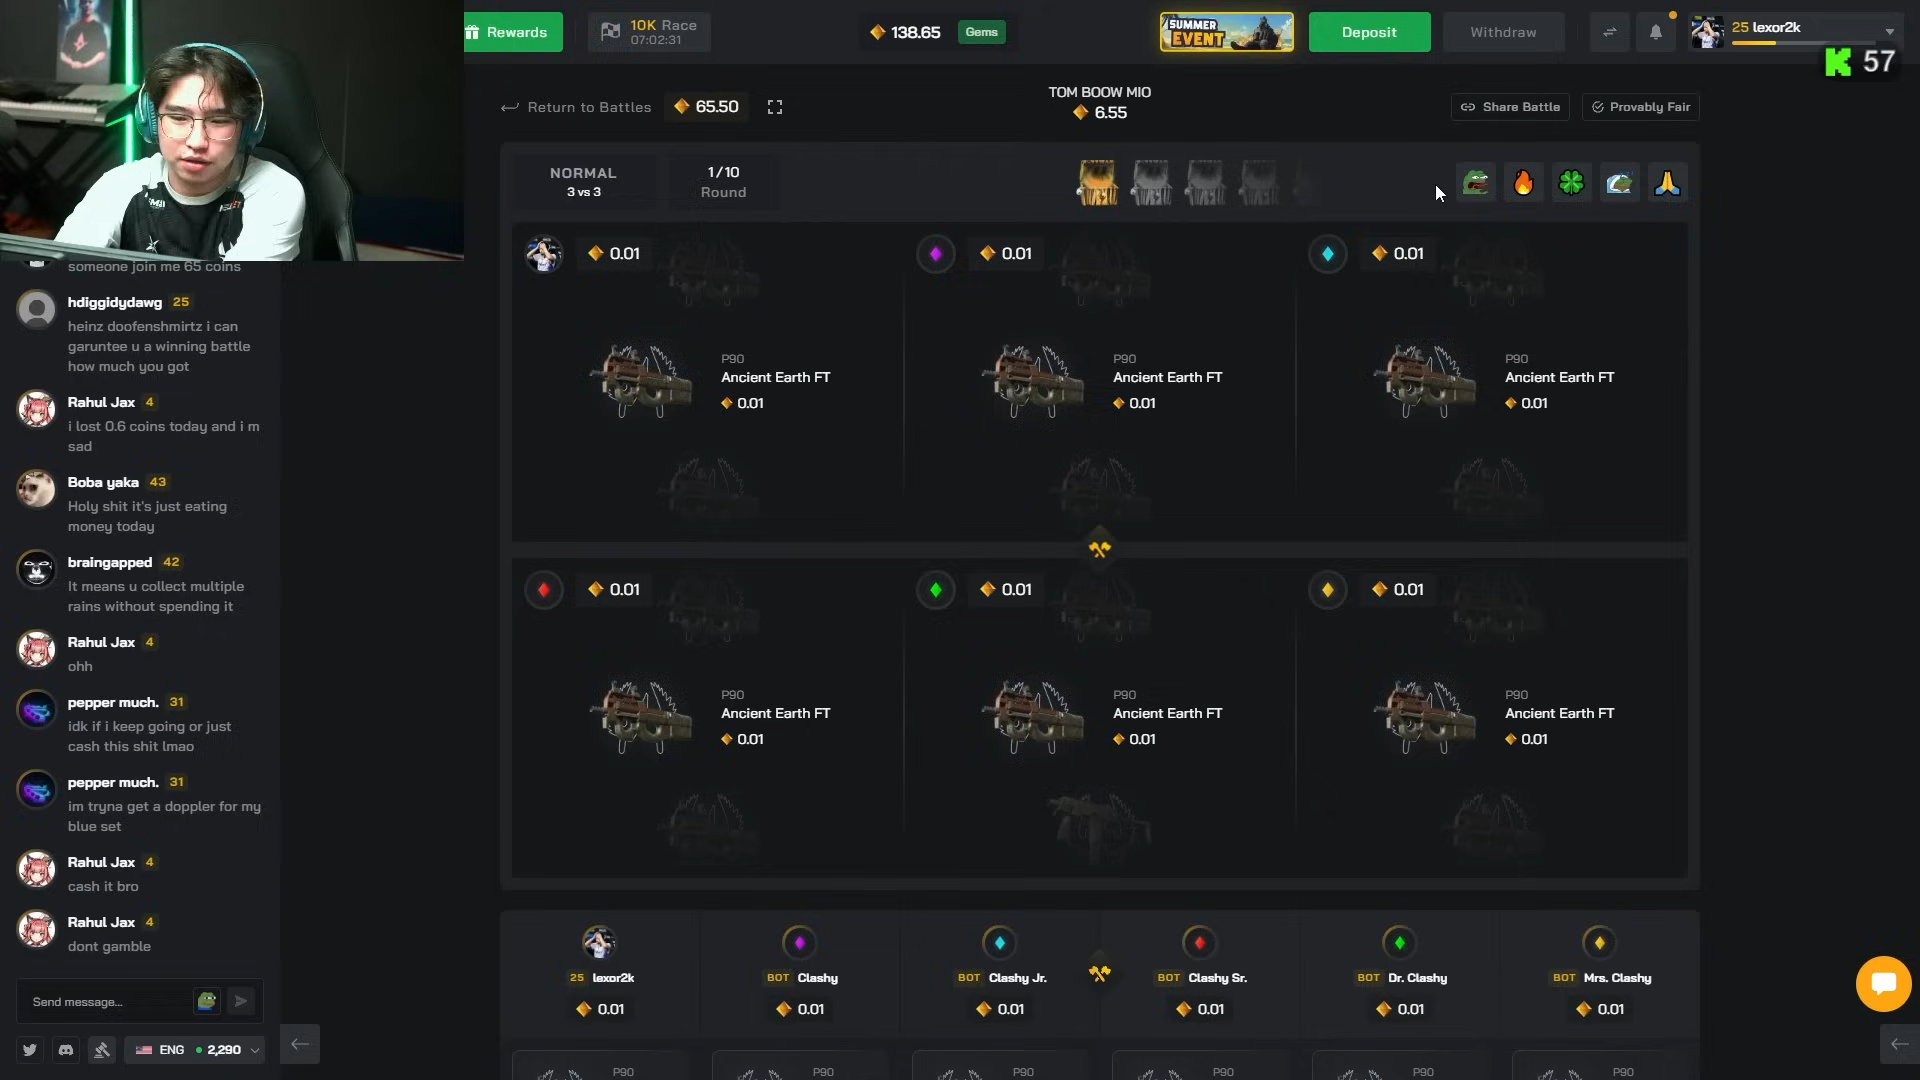 Rewards
10K Race
07:02:31
138.65
Gems
SUMMER
EVENT
Deposit
Withdraw
25 lexor2k
57
Return to Battles
65.50
TOM BOOW MIO
6.55
Share Battle
Provably Fair
NORMAL
3 vs 3
1/10
Round
0.01
0.01
0.01
P90
Ancient Earth FT
0.01
P90
Ancient Earth FT
0.01
P90
Ancient Earth FT
0.01
0.01
0.01
0.01
P90
Ancient Earth FT
0.01
P90
Ancient Earth FT
0.01
P90
Ancient Earth FT
0.01
25 lexor2k
0.01
BOT Clashy
0.01
BOT Clashy Jr.
0.01
BOT Clashy Sr.
0.01
BOT Dr. Clashy
0.01
BOT Mrs. Clashy
0.01
P90
P90
P90
P90
P90
P90
someone join me 65 coins
hdiggidydawg 25
heinz doofenshmirtz i can
garuntee u a winning battle
how much you got
Rahul Jax 4
i lost 0.6 coins today and i m
sad
Boba yaka 43
Holy shit it's just eating
money today
braingapped 42
It means u collect multiple
rains without spending it
Rahul Jax 4
ohh
pepper much. 31
idk if i keep going or just
cash this shit lmao
pepper much. 31
im tryna get a doppler for my
blue set
Rahul Jax 4
cash it bro
Rahul Jax 4
dont gamble
Send message...
ENG
2,290